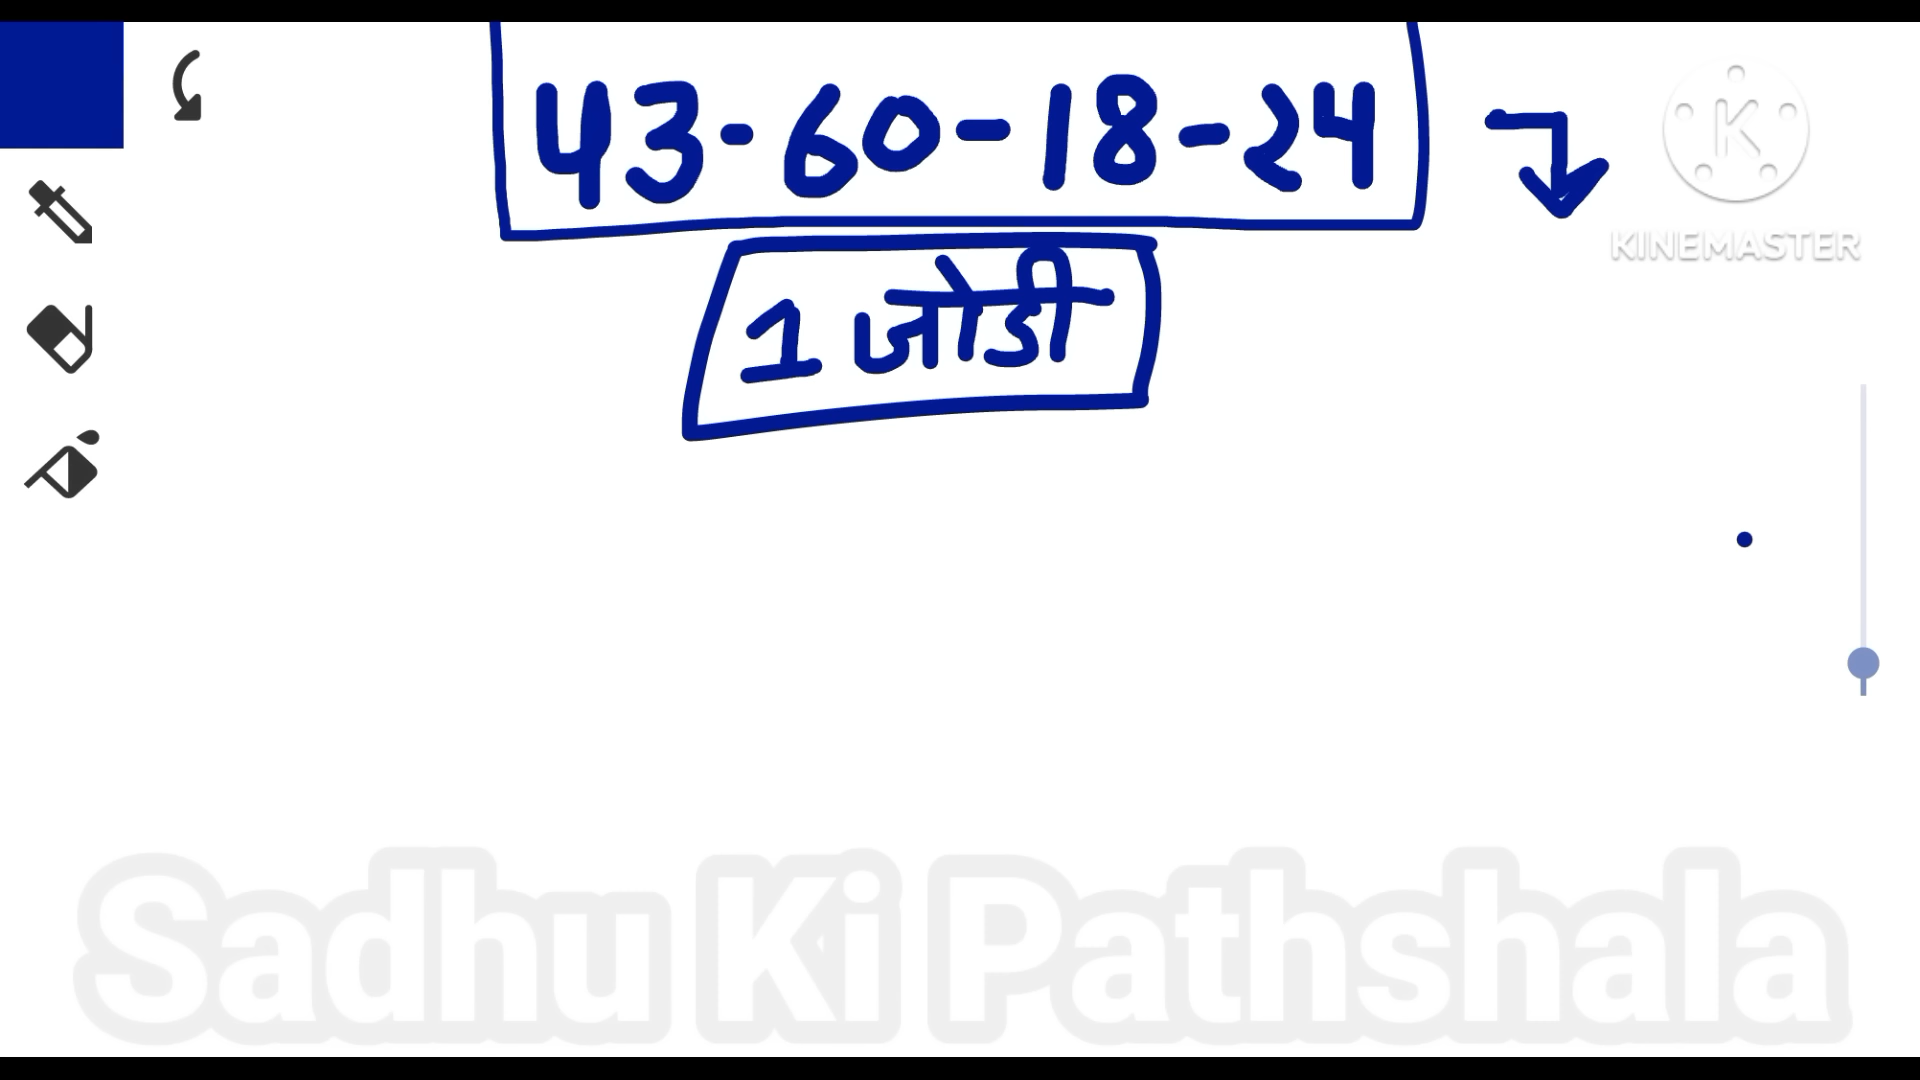 43-60-18-24
1 जोडी
K
KINEMASTER
Sadhu Ki Pathshala